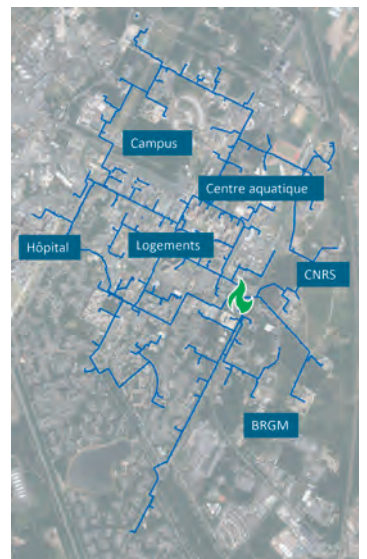 Campus
Centre aquatique
Hôpital
Logements
CNRS
BRGM